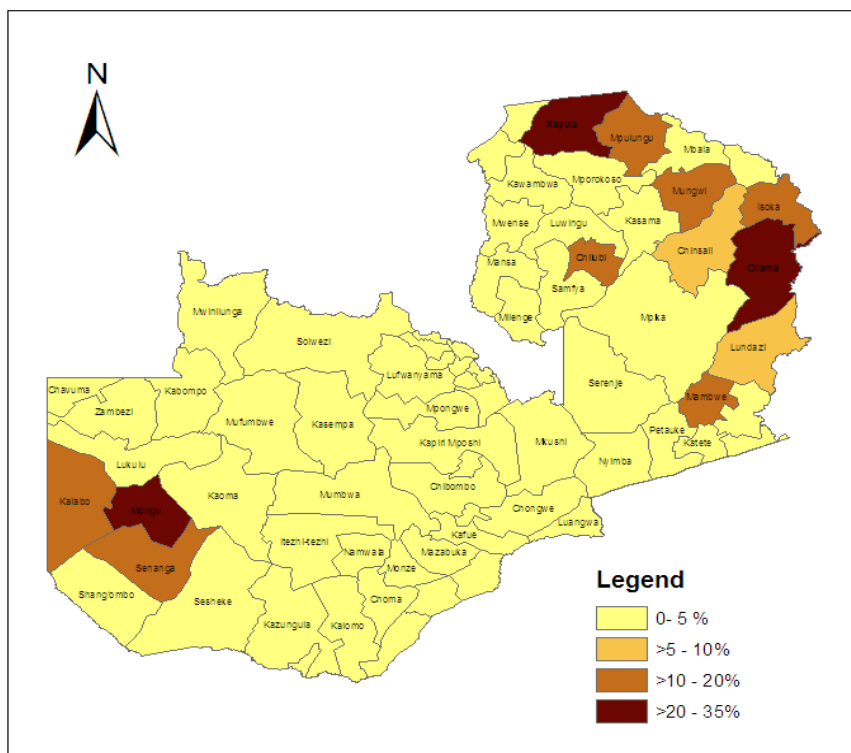 N
Kaputa
Mpulungu
Mbala
Mporokoso
Kawambwa
Mungwi
Isoka
Mwense
Luwingu
Kasama
Chinsali
Mansa
Chilubi
Chama
Samfya
Milenge
Mpika
Mwinilunga
Solwezi
Lundazi
Lufwanyama
Serenje
Chavuma
Kabompo
Mambwe
Zambezi
Mpongwe
Mufumbwe
Kasempa
Petauke
Kapiri Mposhi
Mkushi
Katete
Lukulu
Nyimba
Chibombo
Kalabo
Kaoma
Mumbwa
Mongu
Chongwe
Luangwa
Kafue
Itezhi-tezhi
Namwala
Mazabuka
Senanga
Monze
Shang'ombo
Sesheke
Choma
Kazungula
Kalomo
Legend
0- 5 %
>5 - 10%
>10 - 20%
>20 - 35%